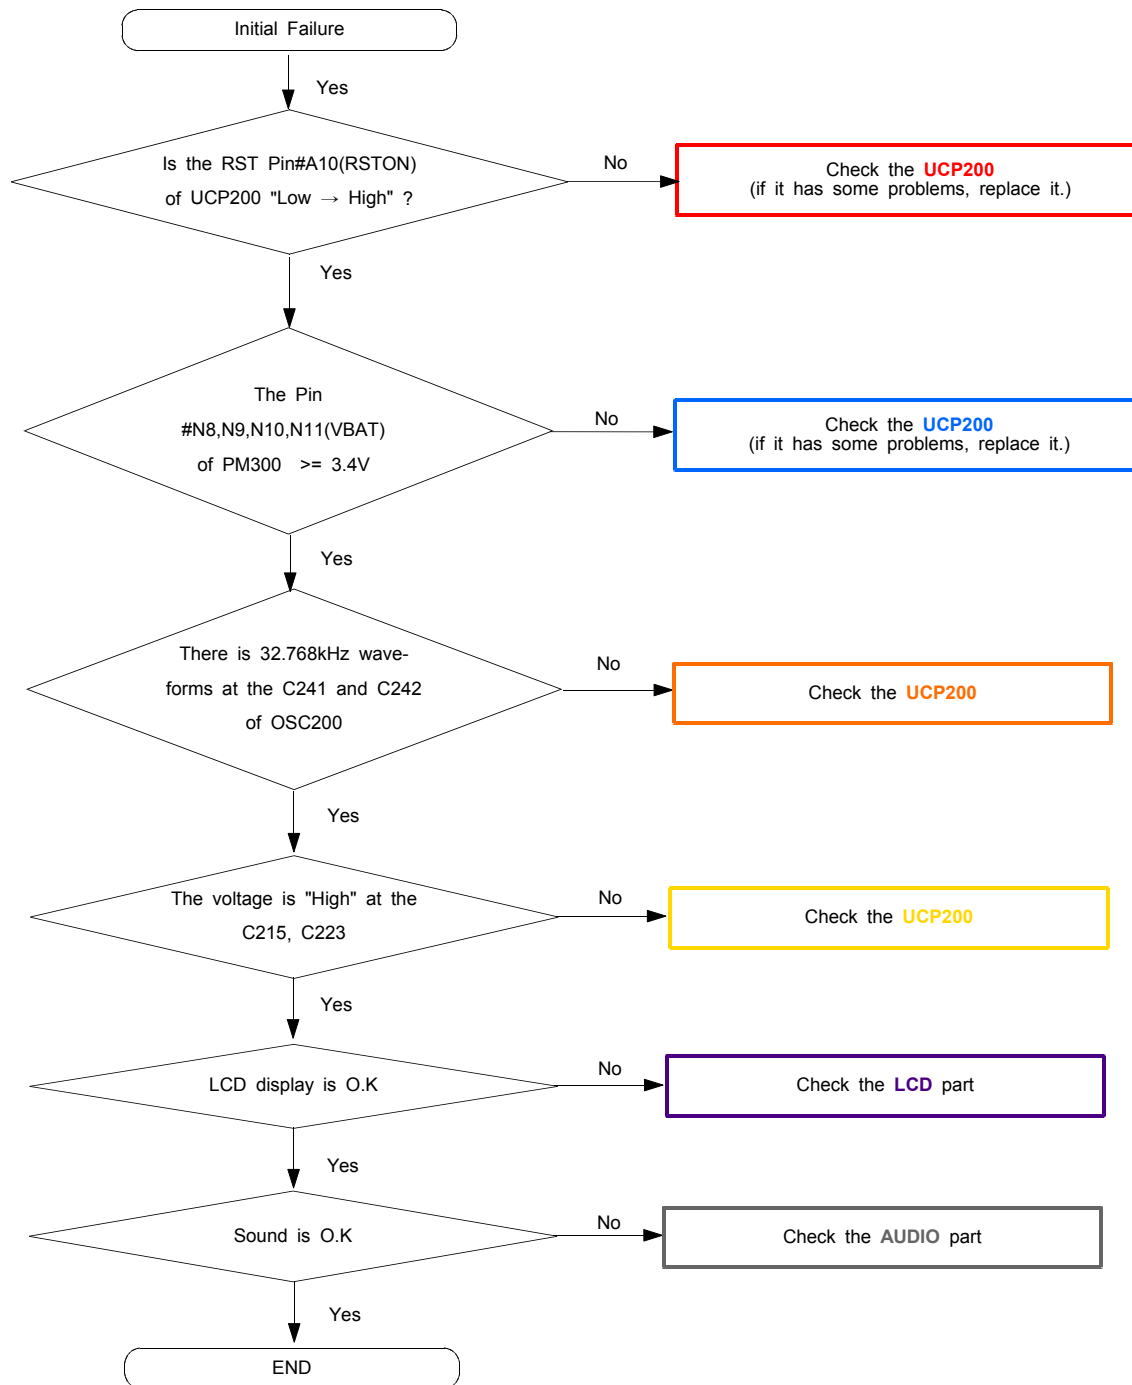 Initial Failure
Yes
Is the RST Pin#A10(RSTON)
of UCP200 "Low → High" ?
No
Check the UCP200
(if it has some problems, replace it.)
Yes
The Pin
#N8,N9,N10,N11(VBAT)
of PM300 >= 3.4V
No
Check the UCP200
(if it has some problems, replace it.)
Yes
There is 32.768kHz wave-
forms at the C241 and C242
of OSC200
No
Check the UCP200
Yes
The voltage is "High" at the
C215, C223
No
Check the UCP200
Yes
LCD display is O.K
No
Check the LCD part
Yes
Sound is O.K
No
Check the AUDIO part
Yes
END